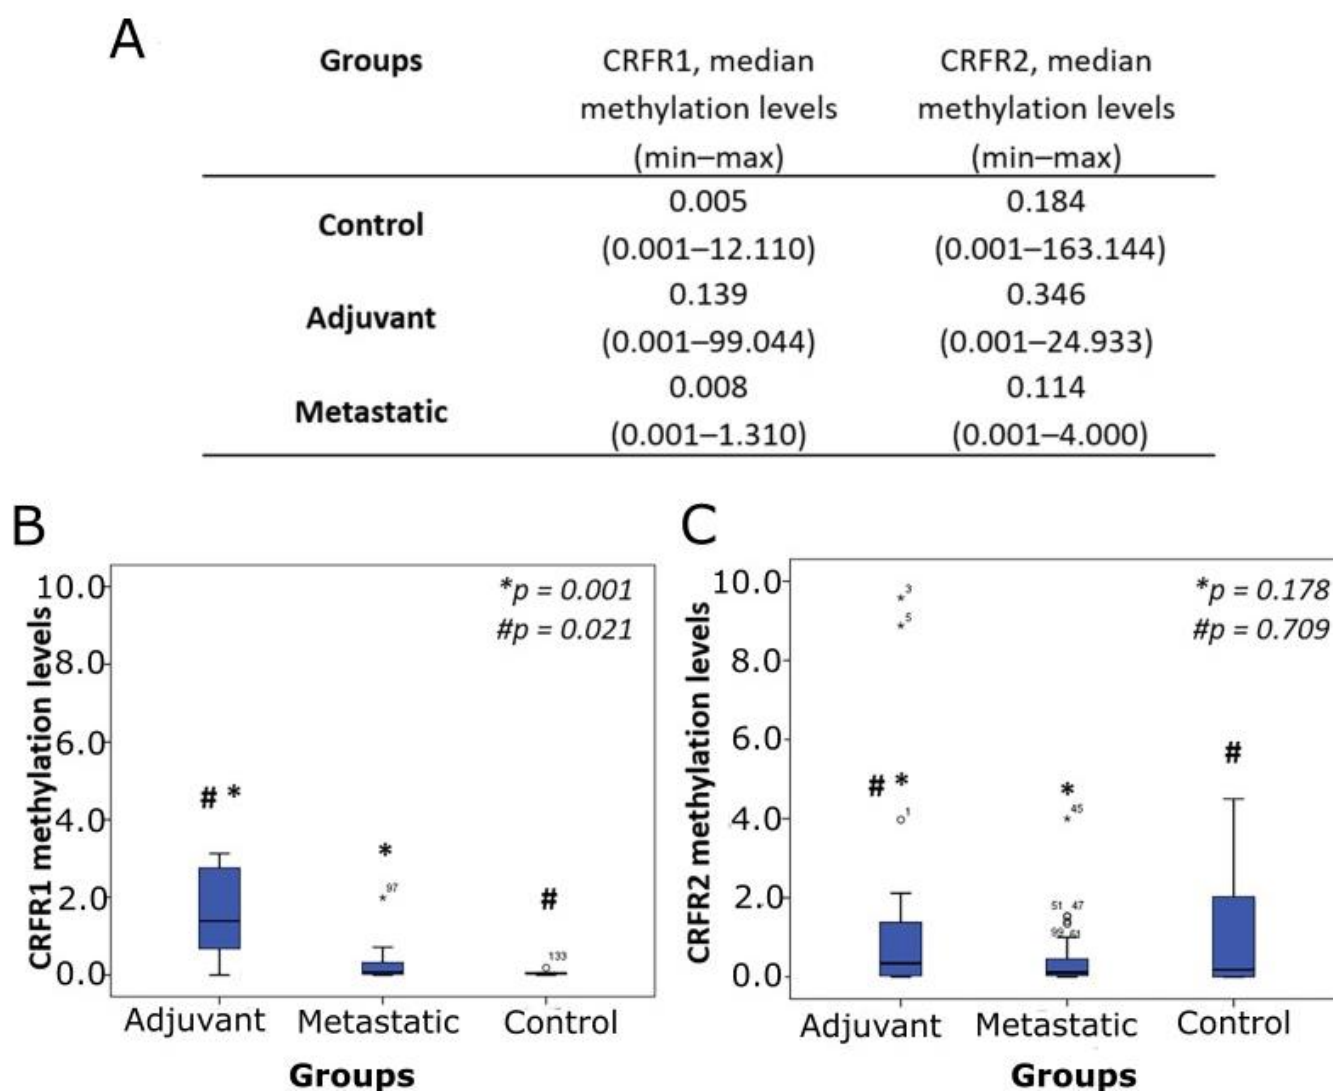 A
Groups CRFR1, median CRFR2, median
methylation levels methylation levels
(min–max) (min–max)
Control 0.005 0.184
(0.001–12.110) (0.001–163.144)
Adjuvant 0.139 0.346
(0.001–99.044) (0.001–24.933)
Metastatic 0.008 0.114
(0.001–1.310) (0.001–4.000)
B
CRFR1 methylation levels
10.0
8.0
6.0
4.0
2.0
0.0
*p = 0.001
#p = 0.021
# *
*
#
97
133
Adjuvant Metastatic Control
Groups
C
CRFR2 methylation levels
10.0
8.0
6.0
4.0
2.0
0.0
*p = 0.178
#p = 0.709
3
5
# *
1
*
45
51 47
99 61
#
Adjuvant Metastatic Control
Groups